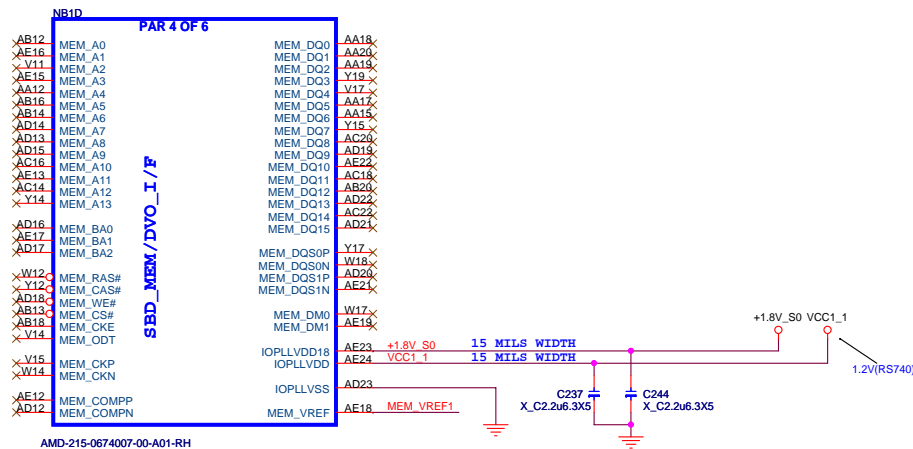 NB1D
PAR 4 OF 6
AB12 MEM_A0 MEM_DQ0 AA18
AE16 MEM_A1 MEM_DQ1 AA20
V11 MEM_A2 MEM_DQ2 AA19
AE15 MEM_A3 MEM_DQ3 Y19
AA12 MEM_A4 MEM_DQ4 V17
AB16 MEM_A5 MEM_DQ5 AA17
AB14 MEM_A6 MEM_DQ6 AA15
AD14 MEM_A7 MEM_DQ7 Y15
AD13 MEM_A8 MEM_DQ8 AC20
AD15 MEM_A9 MEM_DQ9 AD19
AC16 MEM_A10 MEM_DQ10 AE22
AE13 MEM_A11 MEM_DQ11 AC18
AC14 MEM_A12 MEM_DQ12 AB20
Y14 MEM_A13 MEM_DQ13 AD22
MEM_DQ14 AC22
AD16 MEM_BA0 MEM_DQ15 AD21
AE17 MEM_BA1
AD17 MEM_BA2 MEM_DQS0P Y17
MEM_DQS0N W18
W12 MEM_RAS# MEM_DQS1P AD20
Y12 MEM_CAS# MEM_DQS1N AE21
AD18 MEM_WE#
AB13 MEM_CS# MEM_DM0 W17
AB18 MEM_CKE MEM_DM1 AE19
V14 MEM_ODT
IOPLLVDD18 AE23 +1.8V_S0 15 MILS WIDTH
V15 MEM_CKP IOPLLVDD AE24 VCC1_1 15 MILS WIDTH
W14 MEM_CKN
IOPLLVSS AD23
AE12 MEM_COMPP
AD12 MEM_COMPN MEM_VREF AE18 MEM_VREF1
SBD_MEM/DVO_I/F
AMD-215-0674007-00-A01-RH
+1.8V_S0 VCC1_1
1.2V(RS740)
C237
X_C2.2u6.3X5
C244
X_C2.2u6.3X5